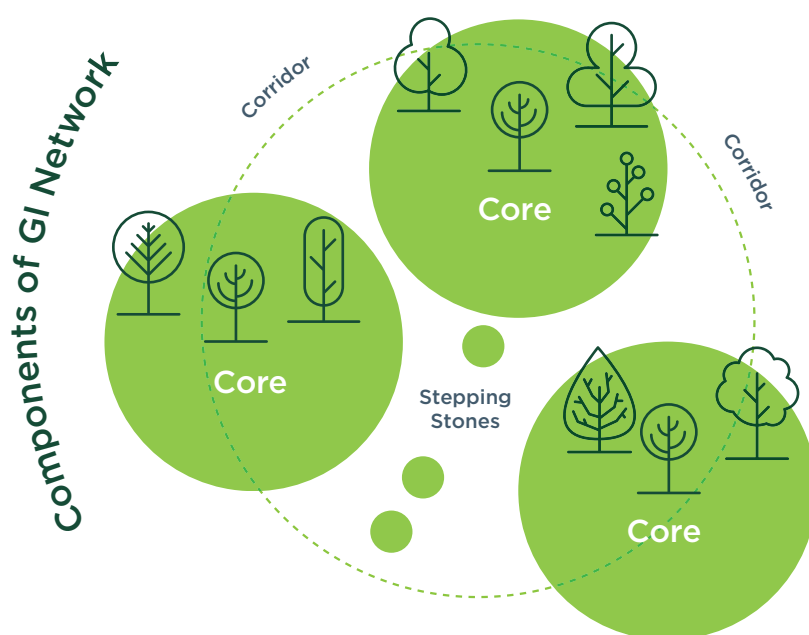 Components of GI Network
Corridor
Corridor
Core
Core
Stepping
Stones
Core